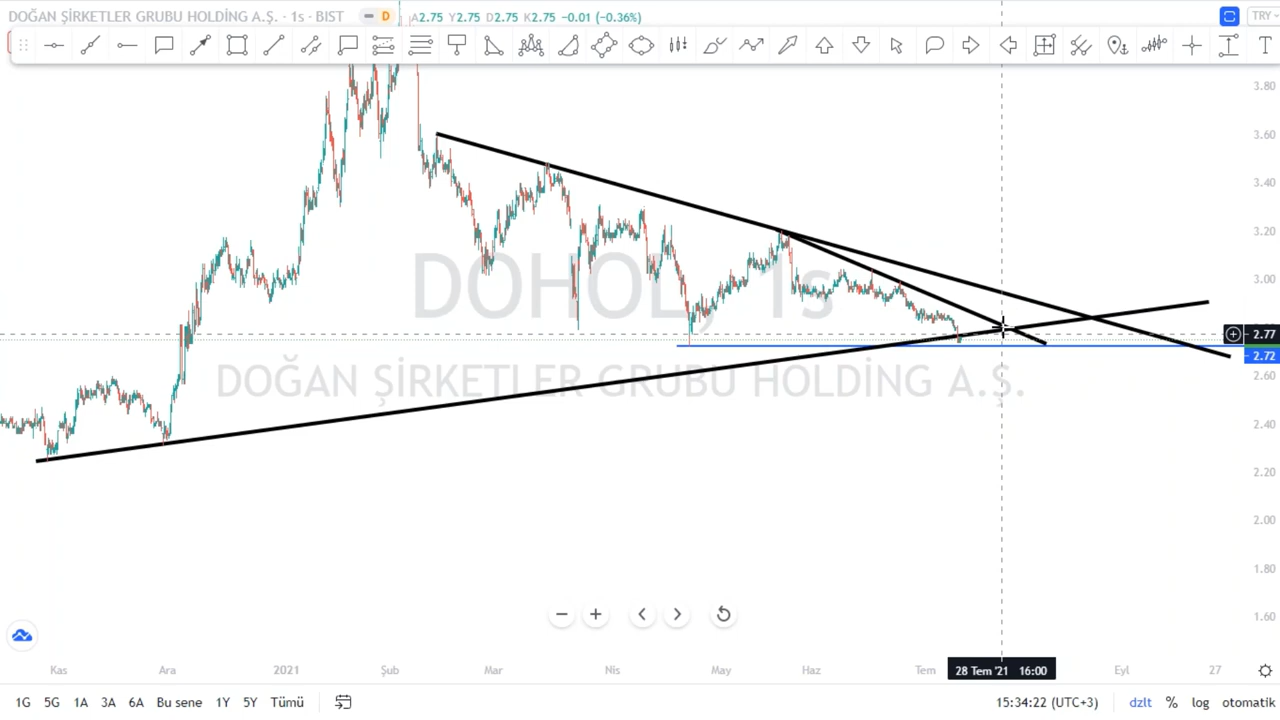 DOĞAN ŞİRKETLER GRUBU HOLDİNG A.Ş. · 1s · BIST D A2.75 Y2.75 D2.75 K2.75 −0.01 (−0.36%) TRY
T
3.80
3.60
3.40
3.20
3.00
2.77
2.72
2.60
2.40
2.20
2.00
1.80
1.60
DOHOL, 1s
DOĞAN ŞİRKETLER GRUBU HOLDİNG A.Ş.
Kas Ara 2021 Şub Mar Nis May Haz Tem 28 Tem '21 16:00 Eyl 27
1G 5G 1A 3A 6A Bu sene 1Y 5Y Tümü 15:34:22 (UTC+3) dzlt % log otomatik